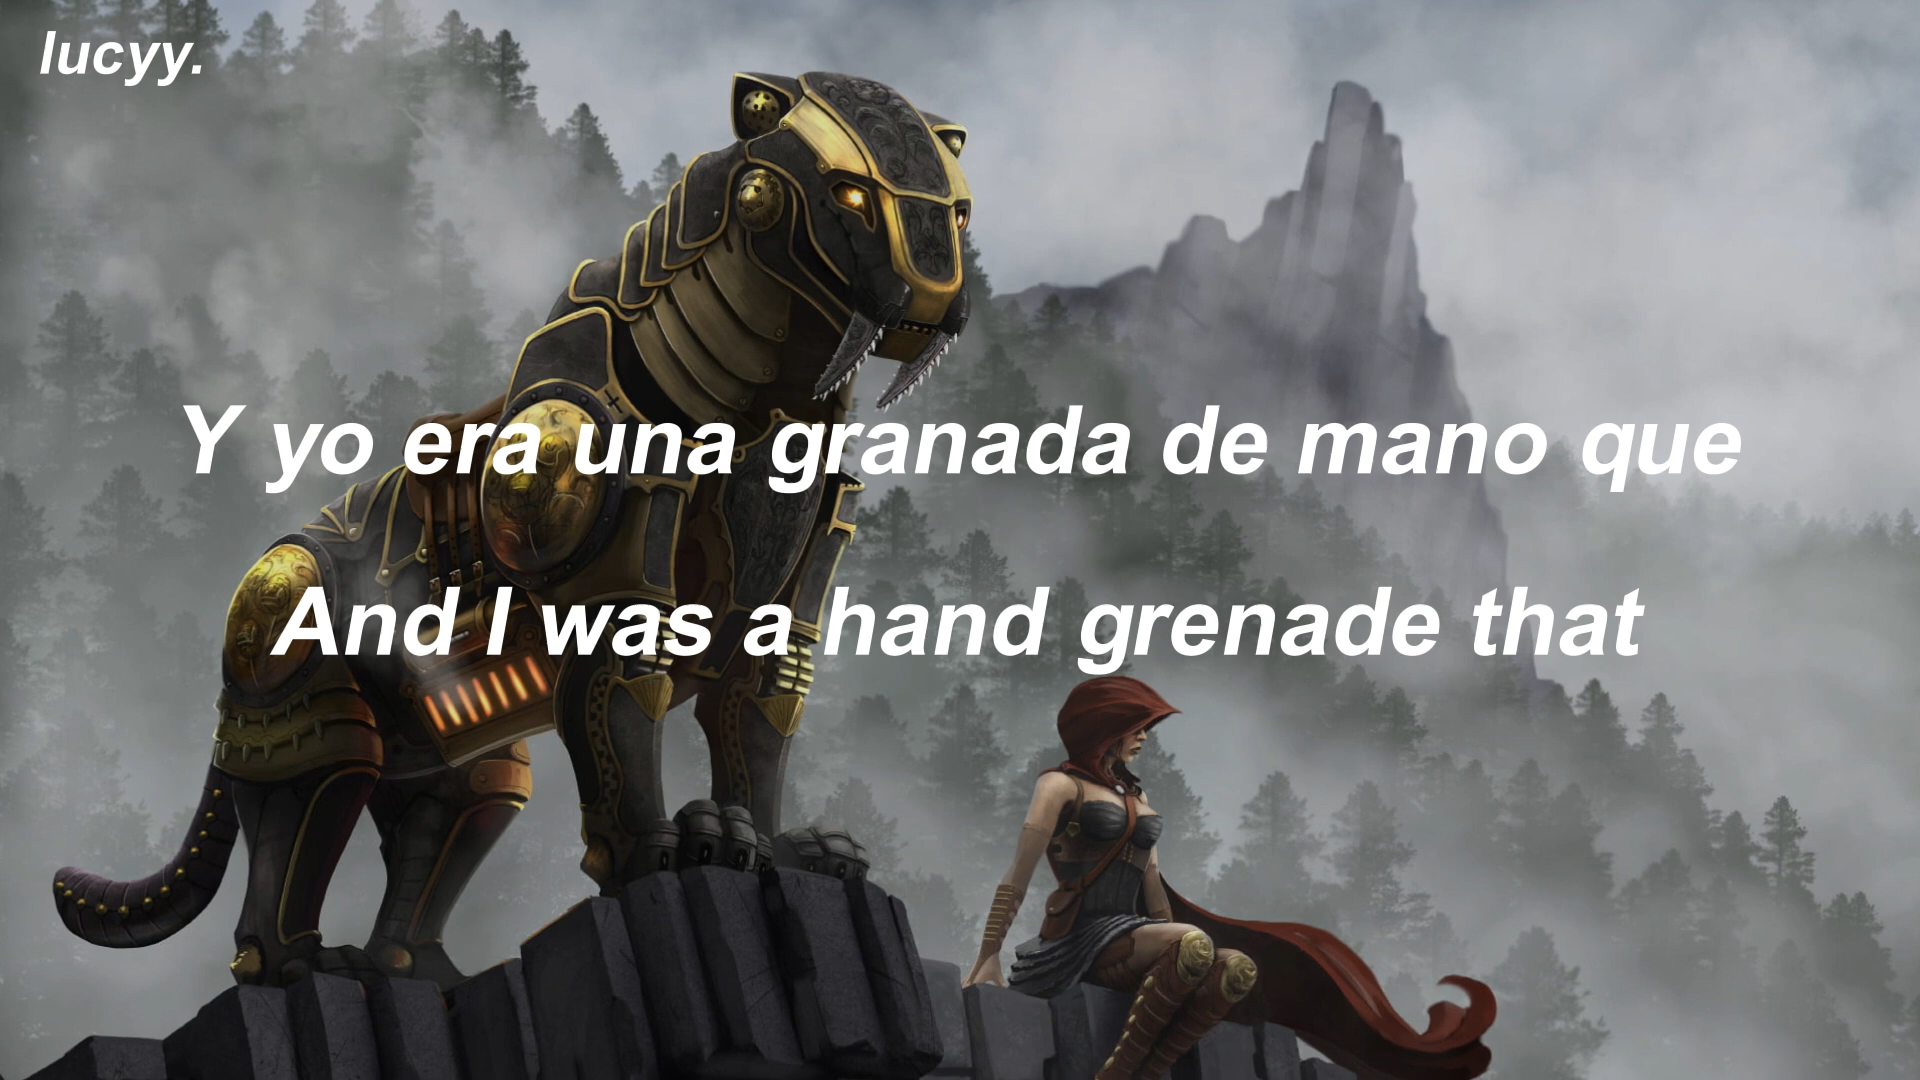 lucyy.
Y yo era una granada de mano que
And I was a hand grenade that